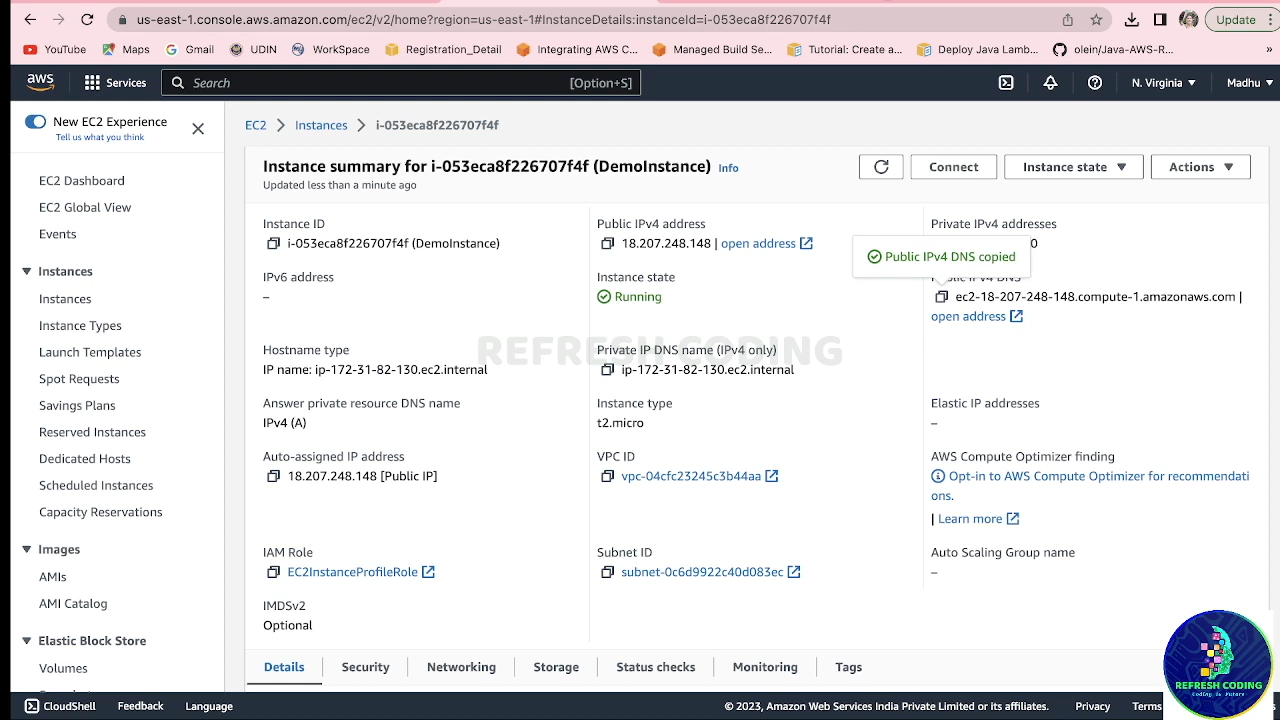 us-east-1.console.aws.amazon.com/ec2/v2/home?region=us-east-1#InstanceDetails:instanceId=i-053eca8f226707f4f
Update
YouTube Maps Gmail UDIN WorkSpace Registration_Detail Integrating AWS C... Managed Build Se... Tutorial: Create a... Deploy Java Lamb... olein/Java-AWS-R... »
aws Services Search [Option+S] N. Virginia Madhu
New EC2 Experience
Tell us what you think
EC2 Dashboard
EC2 Global View
Events
Instances
Instances
Instance Types
Launch Templates
Spot Requests
Savings Plans
Reserved Instances
Dedicated Hosts
Scheduled Instances
Capacity Reservations
Images
AMIs
AMI Catalog
Elastic Block Store
Volumes
EC2 Instances i-053eca8f226707f4f
Instance summary for i-053eca8f226707f4f (DemoInstance) Info
Updated less than a minute ago
Connect Instance state Actions
Instance ID
i-053eca8f226707f4f (DemoInstance)
Public IPv4 address
18.207.248.148 | open address
Private IPv4 addresses
0
Public IPv4 DNS copied
IPv6 address
–
Instance state
Running
Public IPv4 DNS
ec2-18-207-248-148.compute-1.amazonaws.com |
open address
REFRESH CODING
Hostname type
IP name: ip-172-31-82-130.ec2.internal
Private IP DNS name (IPv4 only)
ip-172-31-82-130.ec2.internal
Answer private resource DNS name
IPv4 (A)
Instance type
t2.micro
Elastic IP addresses
–
Auto-assigned IP address
18.207.248.148 [Public IP]
VPC ID
vpc-04cfc23245c3b44aa
AWS Compute Optimizer finding
Opt-in to AWS Compute Optimizer for recommendati
ons.
| Learn more
IAM Role
EC2InstanceProfileRole
Subnet ID
subnet-0c6d9922c40d083ec
Auto Scaling Group name
–
IMDSv2
Optional
Details Security Networking Storage Status checks Monitoring Tags
REFRESH CODING
Coding Is Future
CloudShell Feedback Language © 2023, Amazon Web Services India Private Limited or its affiliates. Privacy Terms